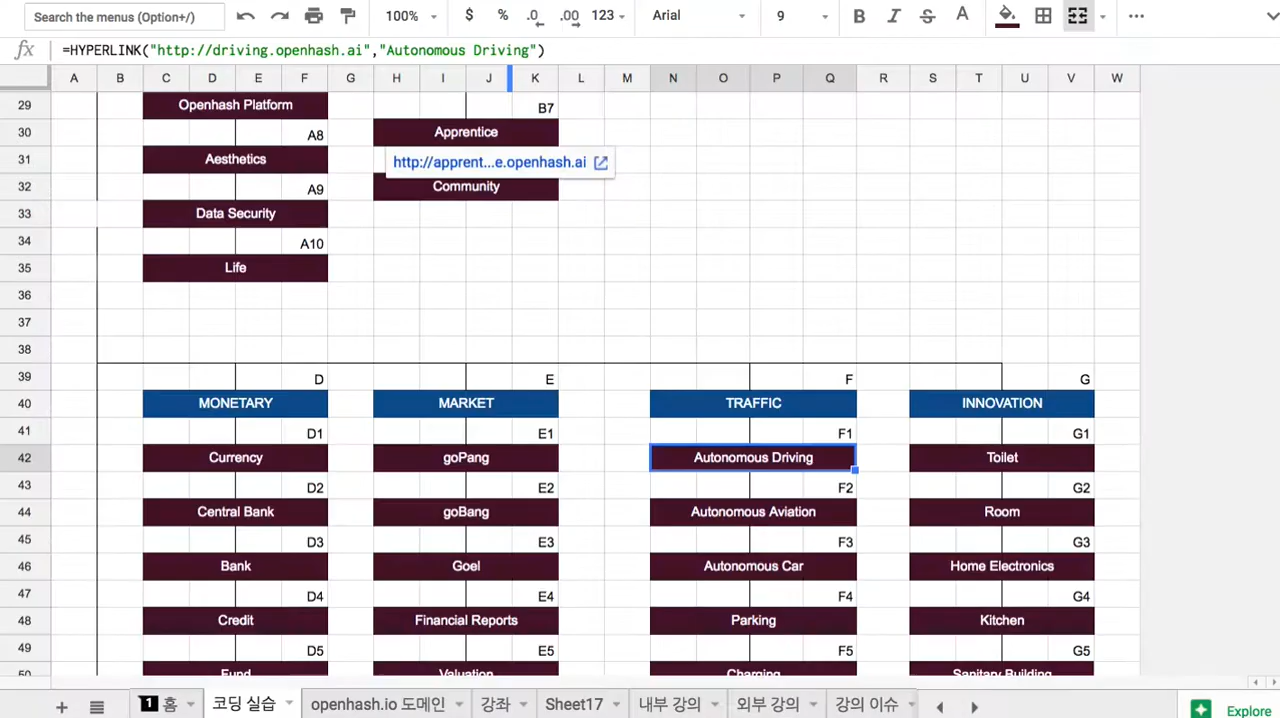 Search the menus (Option+/)
100%
$ % .0 .00 123
Arial
9
B I S A
fx =HYPERLINK("http://driving.openhash.ai","Autonomous Driving")
A B C D E F G H I J K L M N O P Q R S T U V W
29 Openhash Platform B7
30 A8 Apprentice
31 Aesthetics http://apprent...e.openhash.ai
32 A9 Community
33 Data Security
34 A10
35 Life
36
37
38
39 D E F G
40 MONETARY MARKET TRAFFIC INNOVATION
41 D1 E1 F1 G1
42 Currency goPang Autonomous Driving Toilet
43 D2 E2 F2 G2
44 Central Bank goBang Autonomous Aviation Room
45 D3 E3 F3 G3
46 Bank Goel Autonomous Car Home Electronics
47 D4 E4 F4 G4
48 Credit Financial Reports Parking Kitchen
49 D5 E5 F5 G5
50 Fund Valuation Charging Sanitary Building
1 홈 코딩 실습 openhash.io 도메인 강좌 Sheet17 내부 강의 외부 강의 강의 이슈
Explore